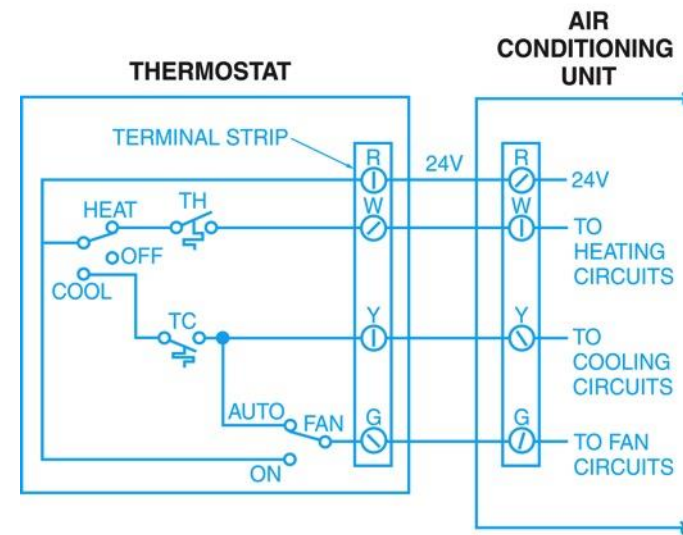 THERMOSTAT
AIR
CONDITIONING
UNIT
TERMINAL STRIP
R
24V
R
24V
HEAT
TH
W
W
TO
HEATING
CIRCUITS
OFF
COOL
TC
Y
Y
TO
COOLING
CIRCUITS
AUTO
FAN
G
G
TO FAN
CIRCUITS
ON